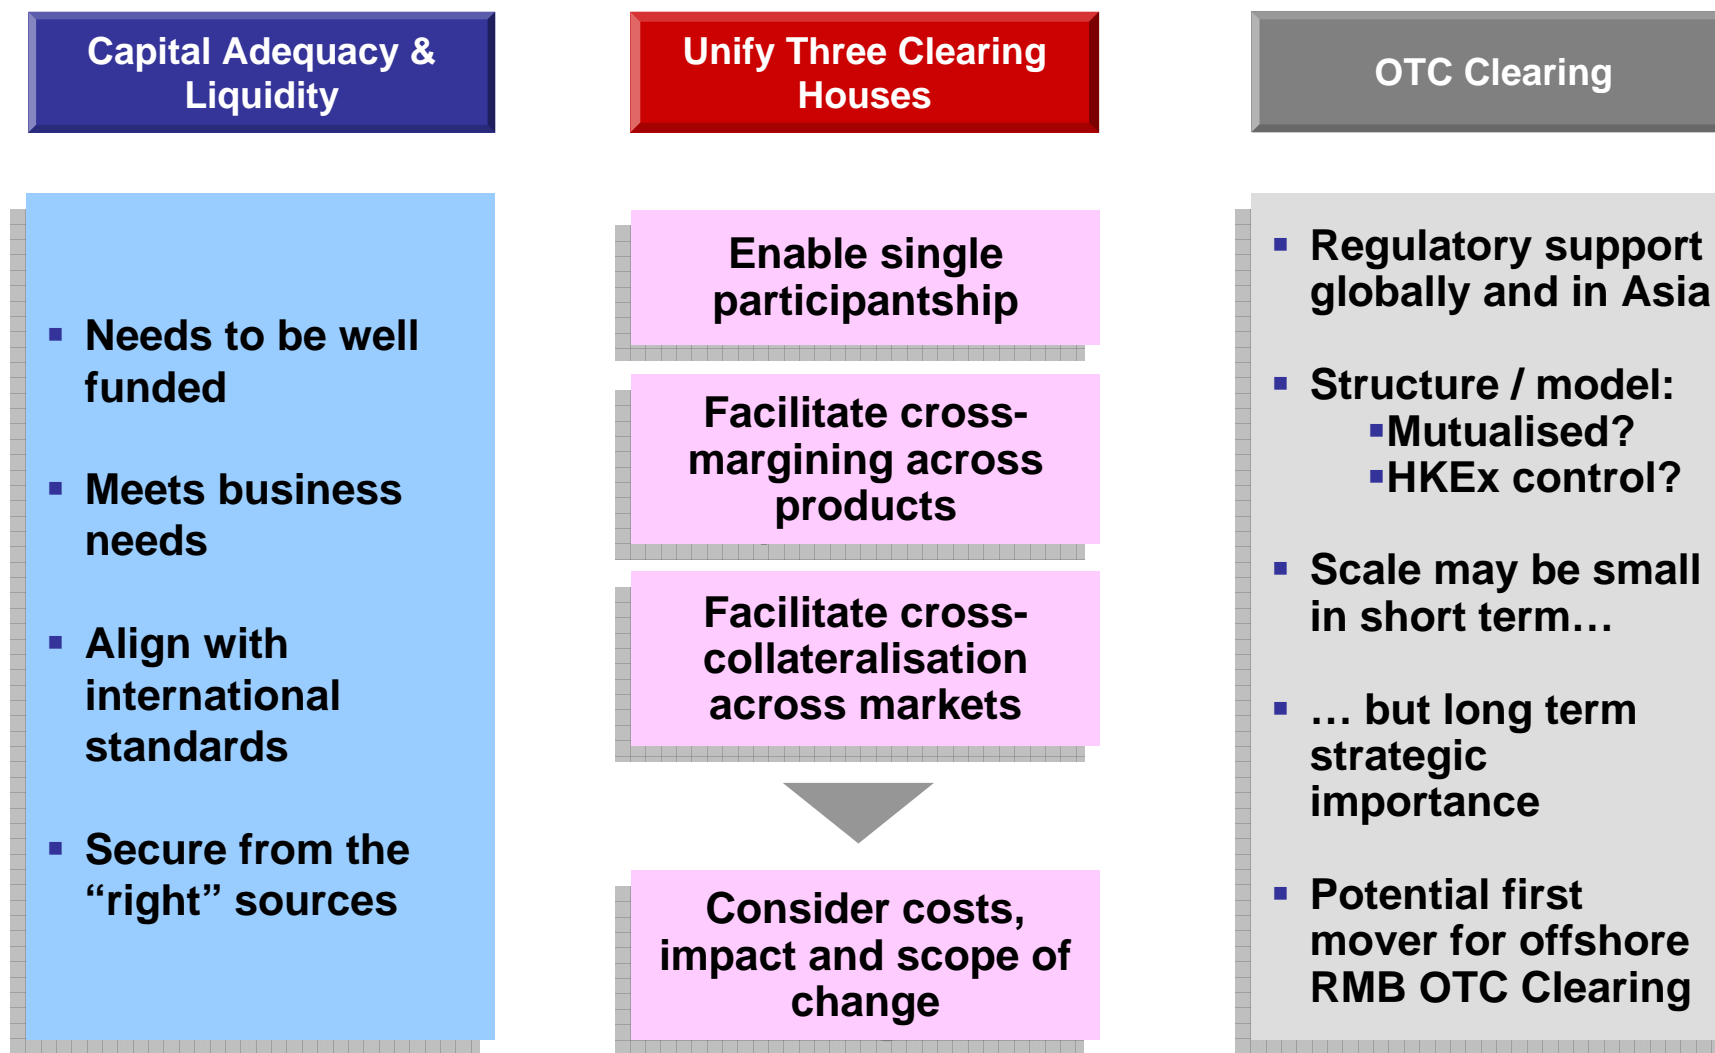 Capital Adequacy &
Liquidity
Needs to be well
funded
Meets business
needs
Align with
international
standards
Secure from the
“right” sources
Unify Three Clearing
Houses
Enable single
participantship
Facilitate cross-
margining across
products
Facilitate cross-
collateralisation
across markets
Consider costs,
impact and scope of
change
OTC Clearing
Regulatory support
globally and in Asia
Structure / model:
Mutualised?
HKEx control?
Scale may be small
in short term…
… but long term
strategic
importance
Potential first
mover for offshore
RMB OTC Clearing